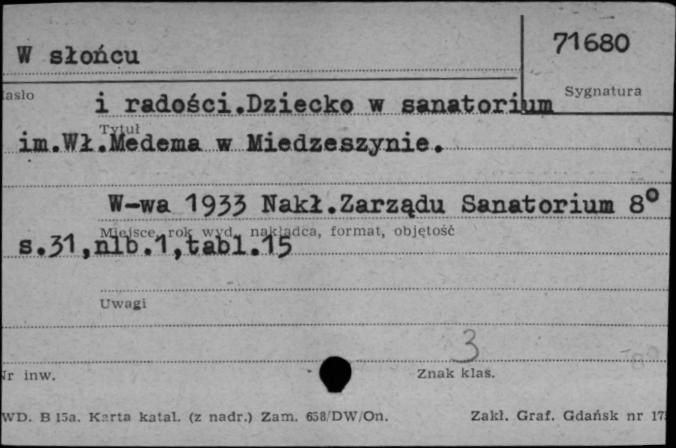 W słońcu
71680
Sygnatura
i radości.Dziecko w sanatorium
Tytuł
im.Wł.Medema w Miedzeszynie.
W-wa 1933 Nakł.Zarządu Sanatorium 8°
Miejsce, rok wyd. nakładca, format, objętość
s.31,nlb.1,tabl.15
Uwagi
3
Nr inw.
Znak klas.
WD. B 15a. Karta katal. (z nadr.) Zam. 658/DW/On.
Zakł. Graf. Gdańsk nr